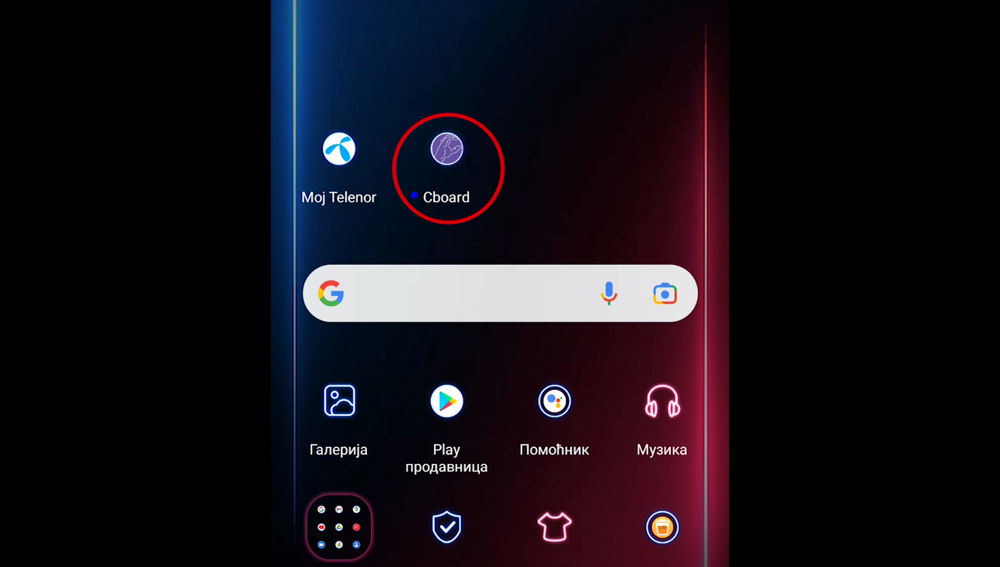 Moj Telenor
Cboard
Галерија
Play
продавница
Помоћник
Музика